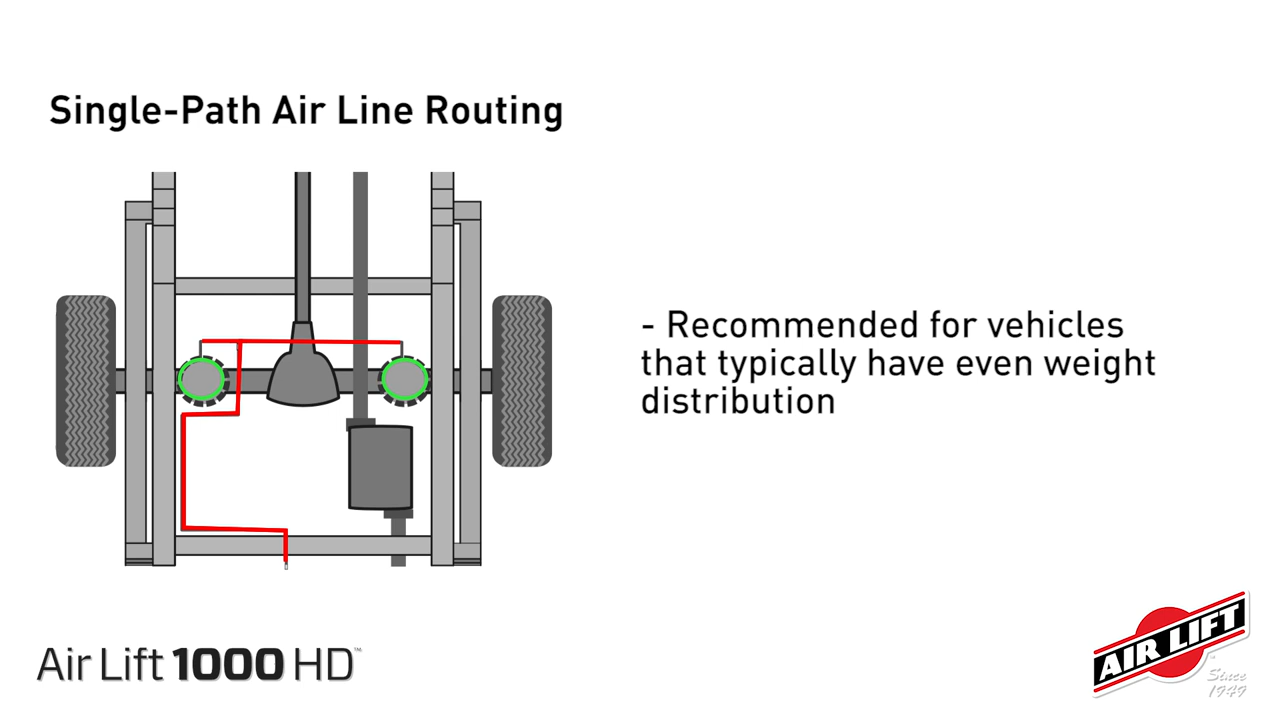 Single-Path Air Line Routing
- Recommended for vehicles
that typically have even weight
distribution
Air Lift 1000 HD™
AIR LIFT
Since
1949